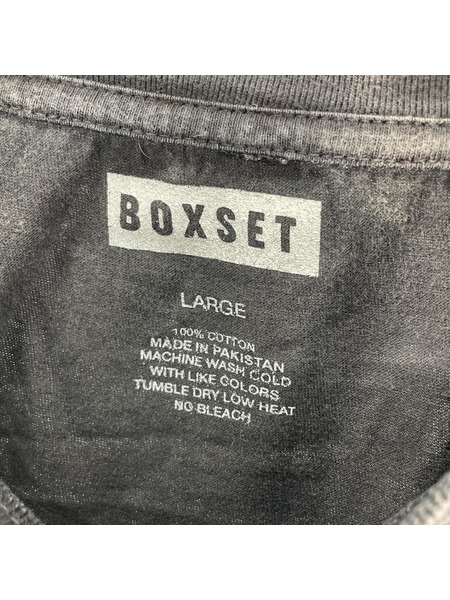 BOXSET
LARGE
100% COTTON
MADE IN PAKISTAN
MACHINE WASH COLD
WITH LIKE COLORS
TUMBLE DRY LOW HEAT
NO BLEACH